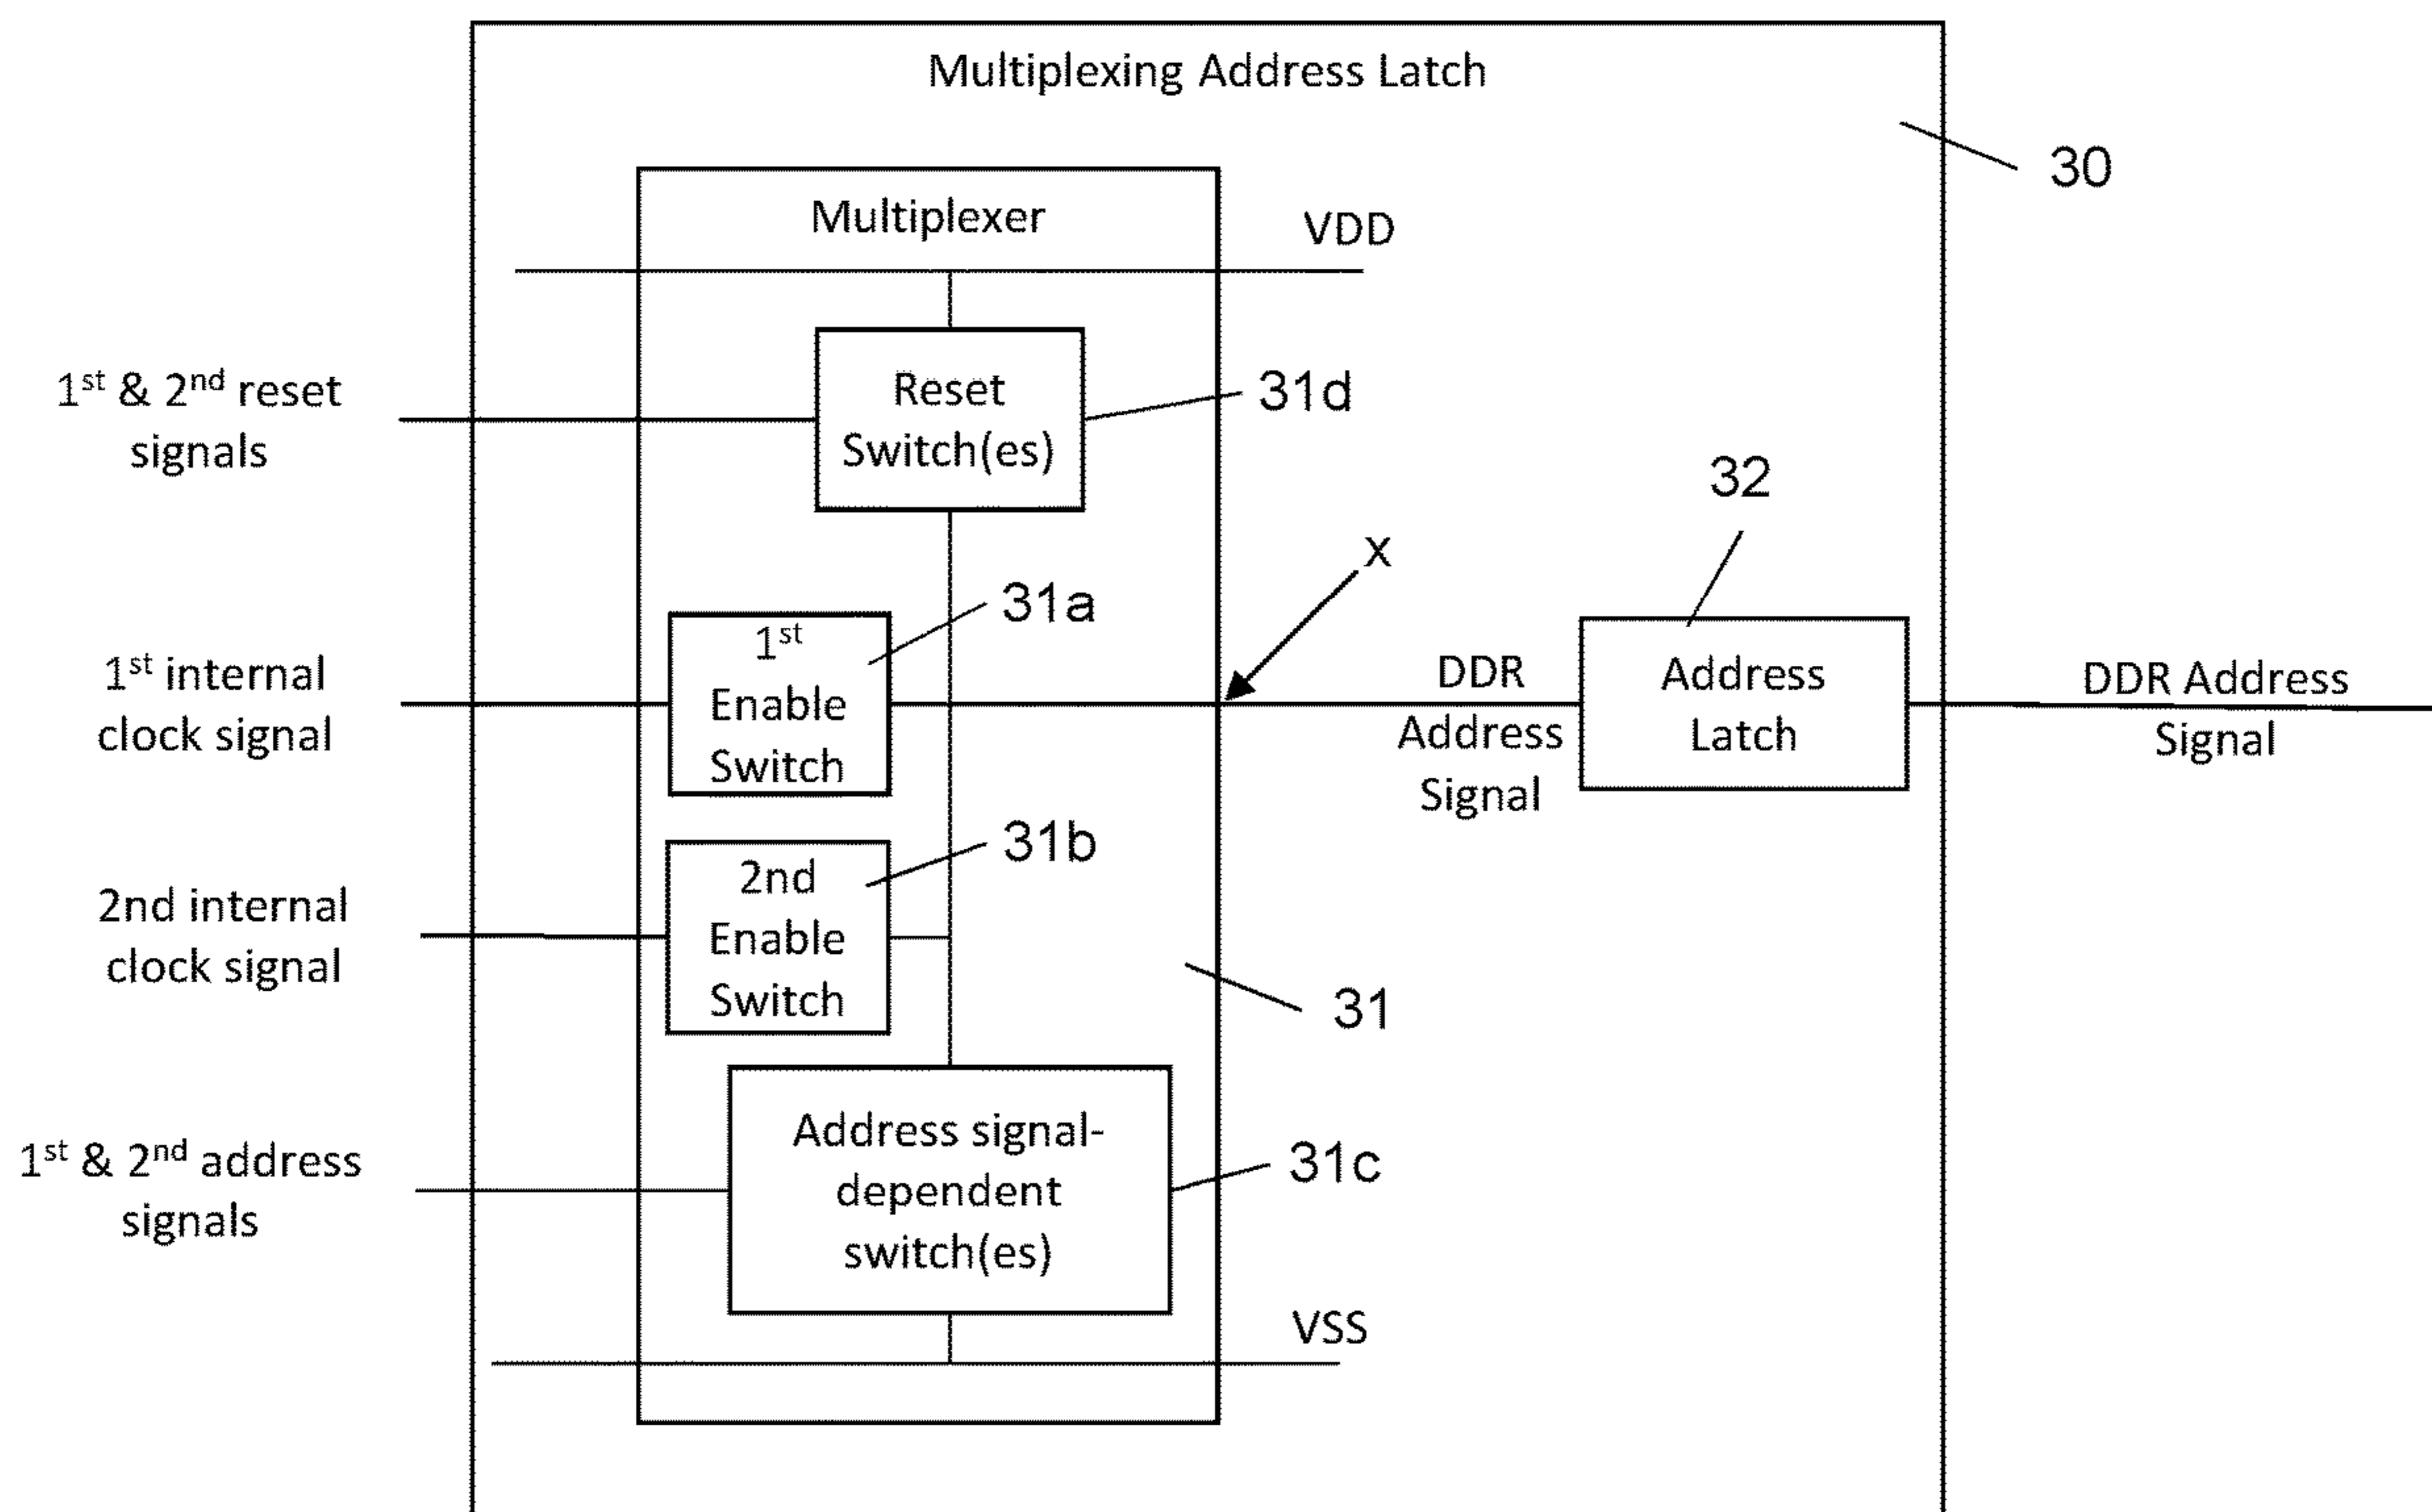 Multiplexing Address Latch
30
Multiplexer
VDD
1st & 2nd reset
signals
Reset
Switch(es)
31d
32
X
1st internal
clock signal
1st
Enable
Switch
31a
DDR
Address
Signal
Address
Latch
DDR Address
Signal
2nd internal
clock signal
2nd
Enable
Switch
31b
31
1st & 2nd address
signals
Address signal-
dependent
switch(es)
31c
VSS